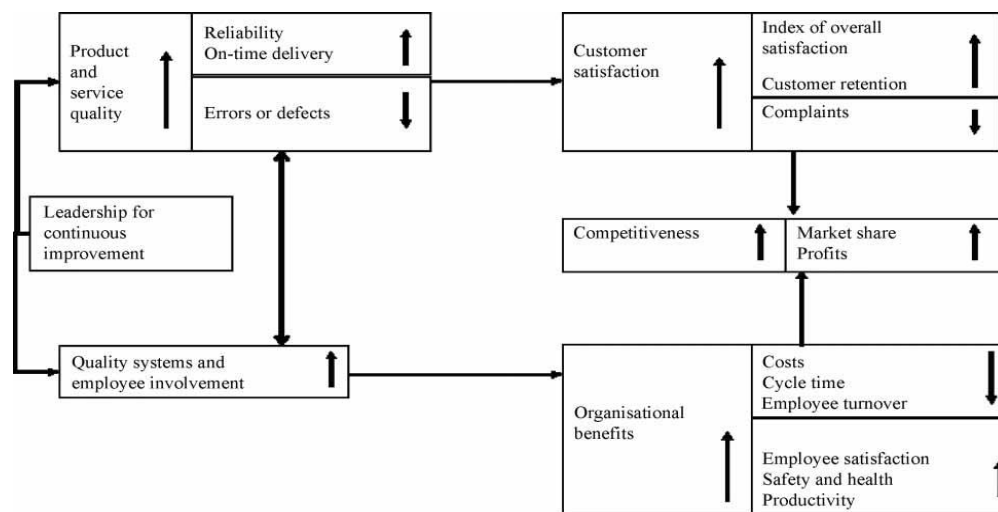 Product
and
service
quality
Reliability
On-time delivery
Errors or defects
Customer
satisfaction
Index of overall
satisfaction
Customer retention
Complaints
Leadership for
continuous
improvement
Competitiveness
Market share
Profits
Quality systems and
employee involvement
Organisational
benefits
Costs
Cycle time
Employee turnover
Employee satisfaction
Safety and health
Productivity